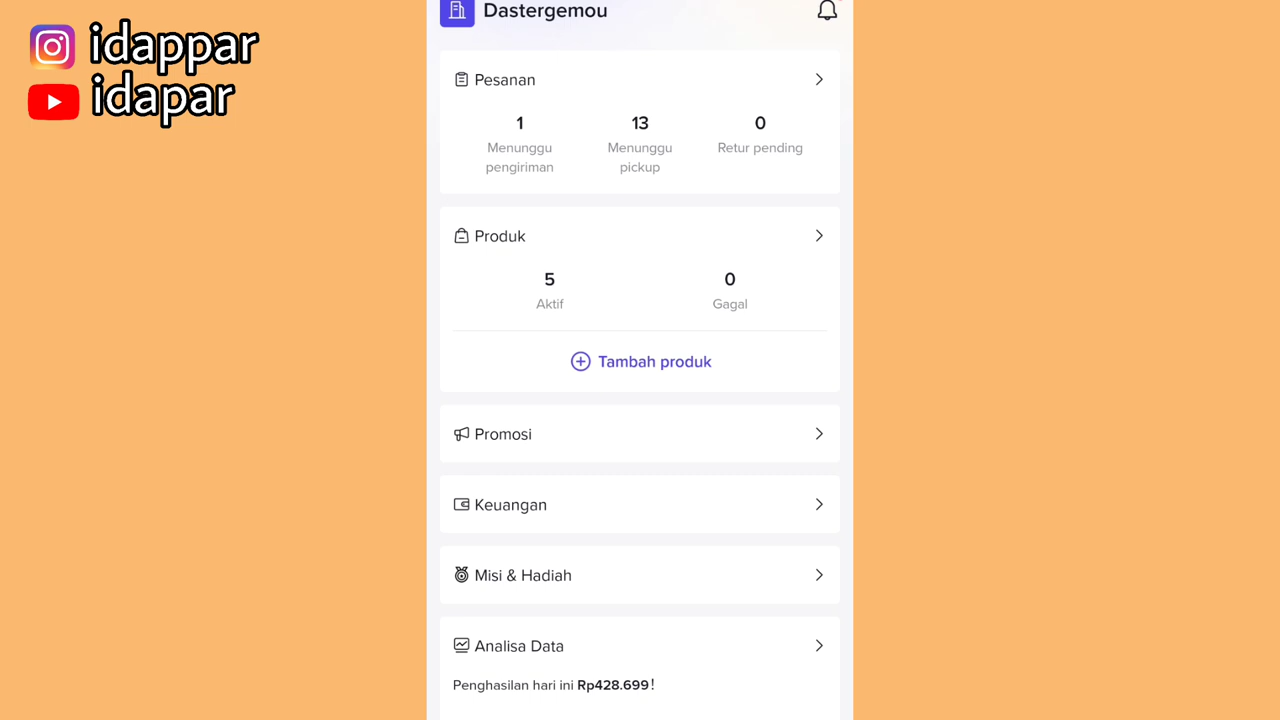 idappar
idapar
Dastergemou
Pesanan
1
Menunggu
pengiriman
13
Menunggu
pickup
0
Retur pending
Produk
5
Aktif
0
Gagal
Tambah produk
Promosi
Keuangan
Misi & Hadiah
Analisa Data
Penghasilan hari ini Rp428.699!